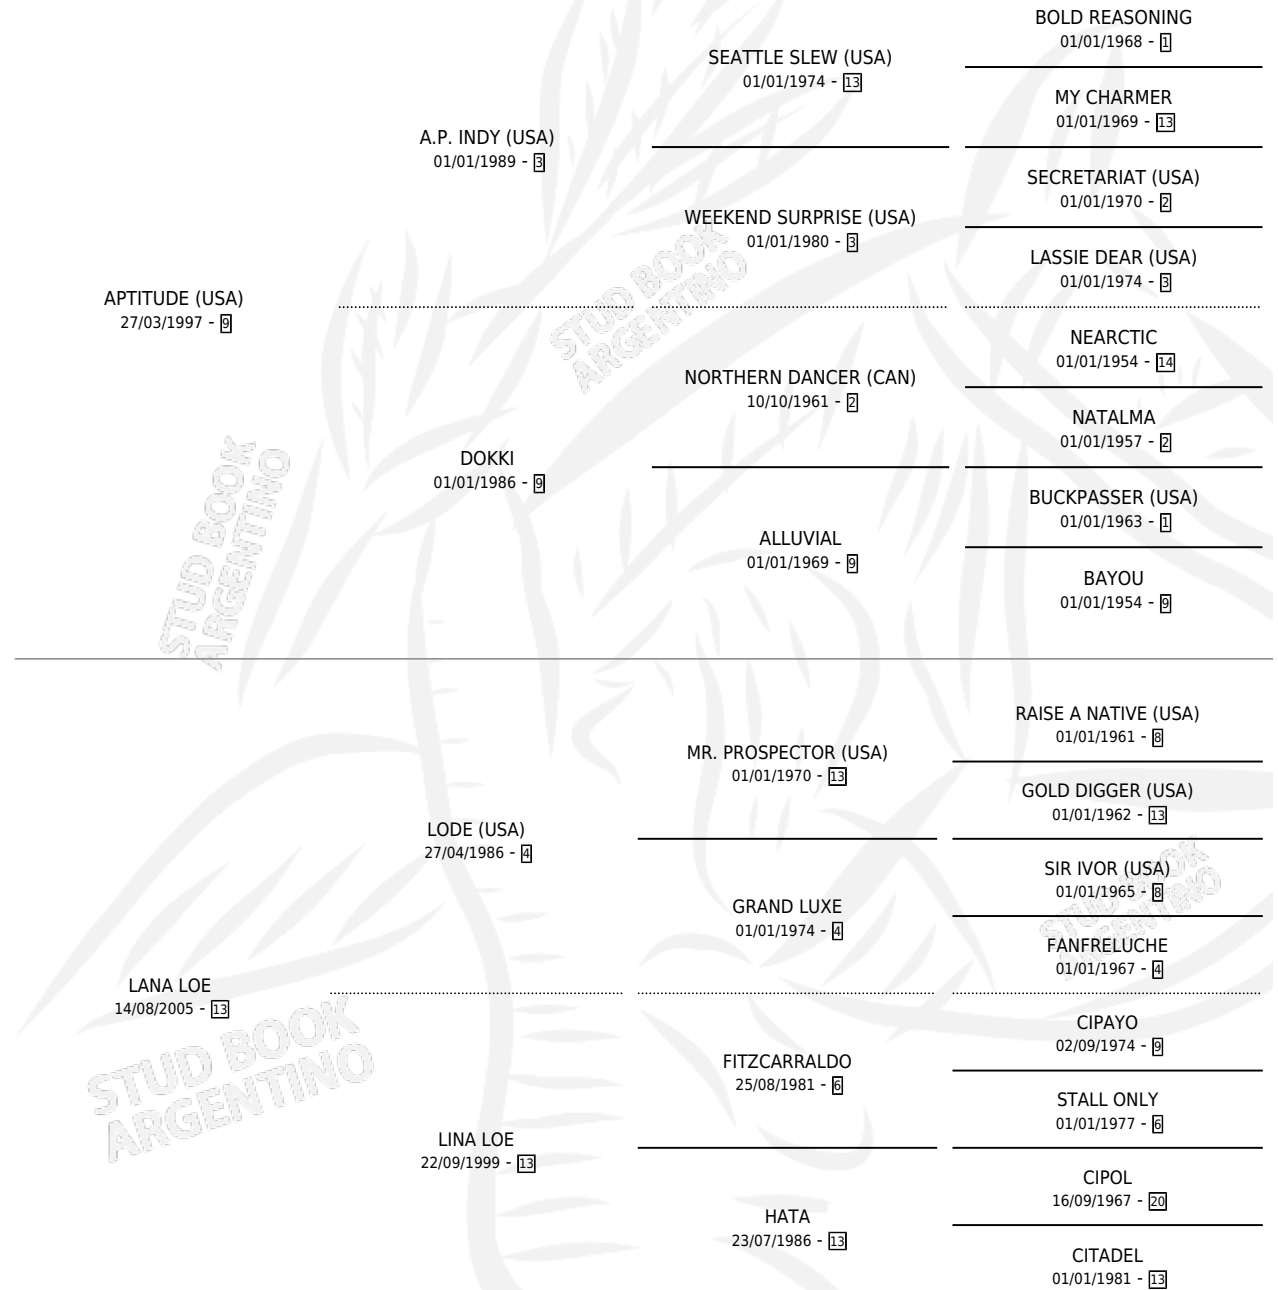 BOLD REASONING
01/01/1968 - 1
SEATTLE SLEW (USA)
01/01/1974 - 13
MY CHARMER
01/01/1969 - 13
A.P. INDY (USA)
01/01/1989 - 3
SECRETARIAT (USA)
01/01/1970 - 2
WEEKEND SURPRISE (USA)
01/01/1980 - 3
LASSIE DEAR (USA)
01/01/1974 - 3
APTITUDE (USA)
27/03/1997 - 9
NEARCTIC
01/01/1954 - 14
NORTHERN DANCER (CAN)
10/10/1961 - 2
NATALMA
01/01/1957 - 2
DOKKI
01/01/1986 - 9
BUCKPASSER (USA)
01/01/1963 - 1
ALLUVIAL
01/01/1969 - 9
BAYOU
01/01/1954 - 9
RAISE A NATIVE (USA)
01/01/1961 - 8
MR. PROSPECTOR (USA)
01/01/1970 - 13
GOLD DIGGER (USA)
01/01/1962 - 13
LODE (USA)
27/04/1986 - 4
SIR IVOR (USA)
01/01/1965 - 8
GRAND LUXE
01/01/1974 - 4
FANFRELUCHE
01/01/1967 - 4
LANA LOE
14/08/2005 - 13
CIPAYO
02/09/1974 - 9
FITZCARRALDO
25/08/1981 - 6
STALL ONLY
01/01/1977 - 6
LINA LOE
22/09/1999 - 13
CIPOL
16/09/1967 - 20
HATA
23/07/1986 - 13
CITADEL
01/01/1981 - 13
STUD BOOK
ARGENTINO
STUD BOOK
ARGENTINO
STUD BOOK
ARGENTINO
STUD BOOK
ARGENTINO